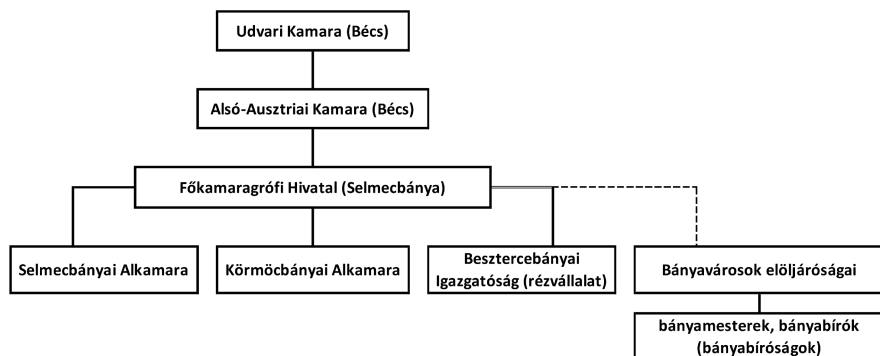 Udvari Kamara (Bécs)
Alsó-Ausztriai Kamara (Bécs)
Főkamaragrófi Hivatal (Selmecbánya)
Selmecbányai Alkamara
Körmöcbányai Alkamara
Besztercebányai
Igazgatóság (rézvállalat)
Bányavárosok elöljáróságai
bányamesterek, bányabírók
(bányabíróságok)